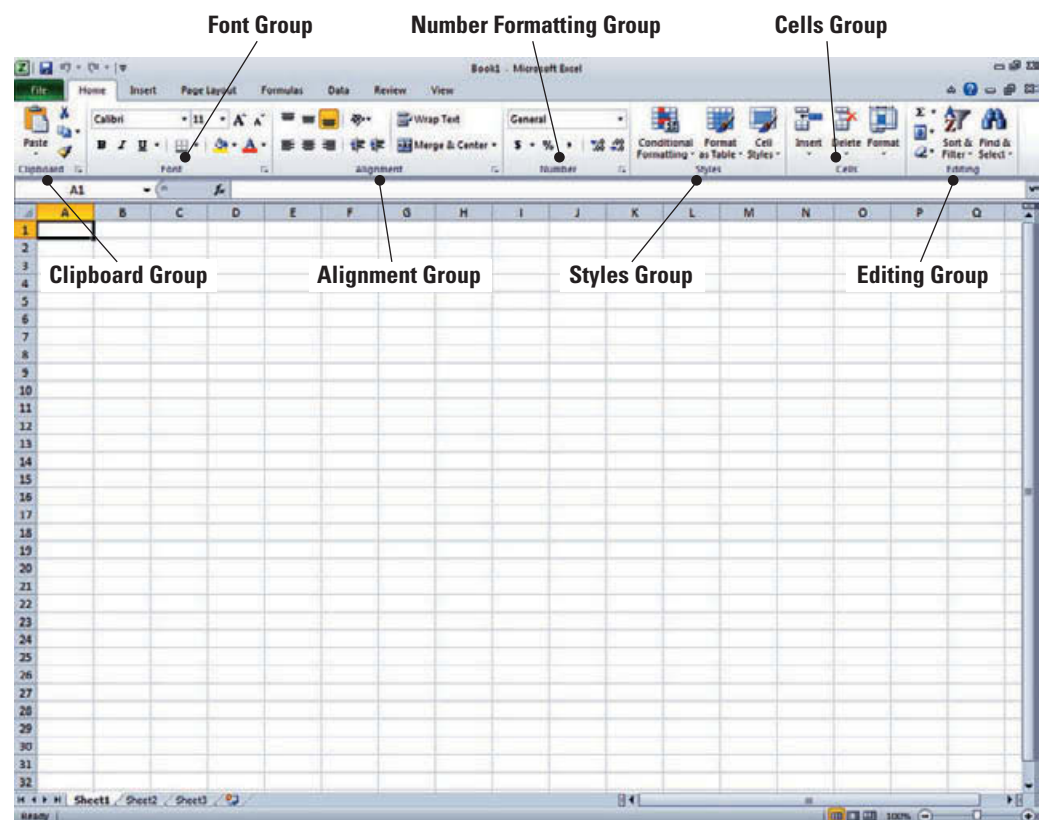 Font Group Number Formatting Group Cells Group
Book1 - Microsoft Excel
File Home Insert Page Layout Formulas Data Review View
Calibri 11 A A Wrap Text General Σ
Paste B I U A Merge & Center $ % , Conditional Formatting Format as Table Cell Styles Insert Delete Format Sort & Filter Find & Select
Clipboard Font Alignment Number Styles Cells Editing
A1 fx
A B C D E F G H I J K L M N O P Q
1
2
3
Clipboard Group Alignment Group Styles Group Editing Group
4
5
6
7
8
9
10
11
12
13
14
15
16
17
18
19
20
21
22
23
24
25
26
27
28
29
30
31
32
Sheet1 Sheet2 Sheet3
Ready 100%